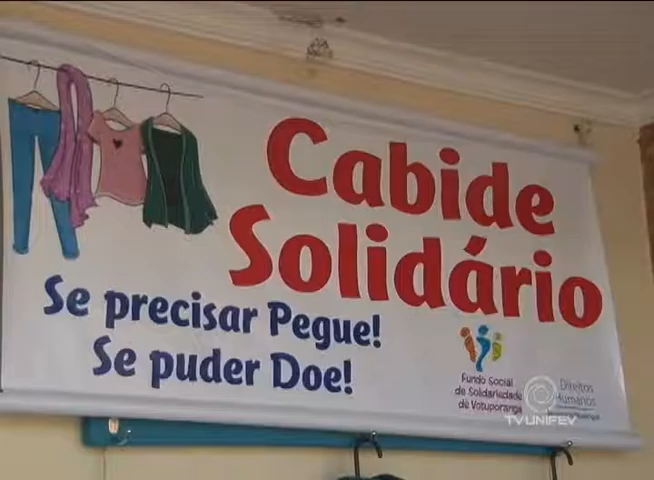 Cabide
Solidário
Se precisar Pegue!
Se puder Doe!
Fundo Social
de Solidariedade
de Votuporanga
Direitos
Humanos
TV UNIFEV